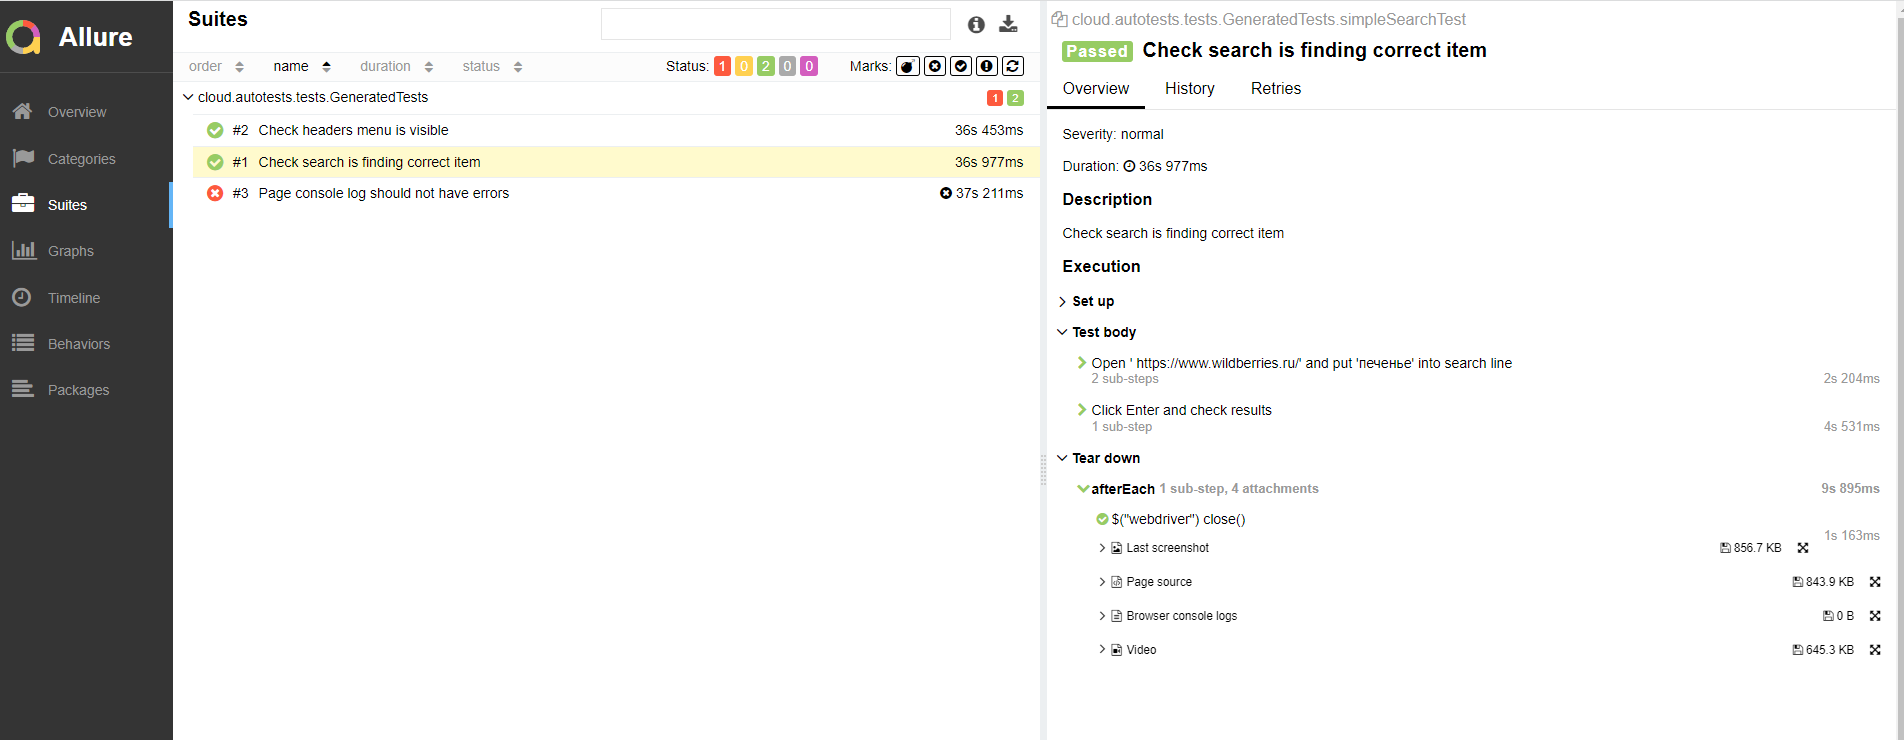 Allure
Overview
Categories
Suites
Graphs
Timeline
Behaviors
Packages
Suites
order name duration status Status: 1 0 2 0 0 Marks:
cloud.autotests.tests.GeneratedTests 1 2
#2 Check headers menu is visible 36s 453ms
#1 Check search is finding correct item 36s 977ms
#3 Page console log should not have errors 37s 211ms
cloud.autotests.tests.GeneratedTests.simpleSearchTest
Passed Check search is finding correct item
Overview History Retries
Severity: normal
Duration: 36s 977ms
Description
Check search is finding correct item
Execution
Set up
Test body
Open ' https://www.wildberries.ru/' and put 'печенье' into search line
2 sub-steps 2s 204ms
Click Enter and check results
1 sub-step 4s 531ms
Tear down
afterEach 1 sub-step, 4 attachments 9s 895ms
$("webdriver") close()
1s 163ms
Last screenshot 856.7 KB
Page source 843.9 KB
Browser console logs 0 B
Video 645.3 KB